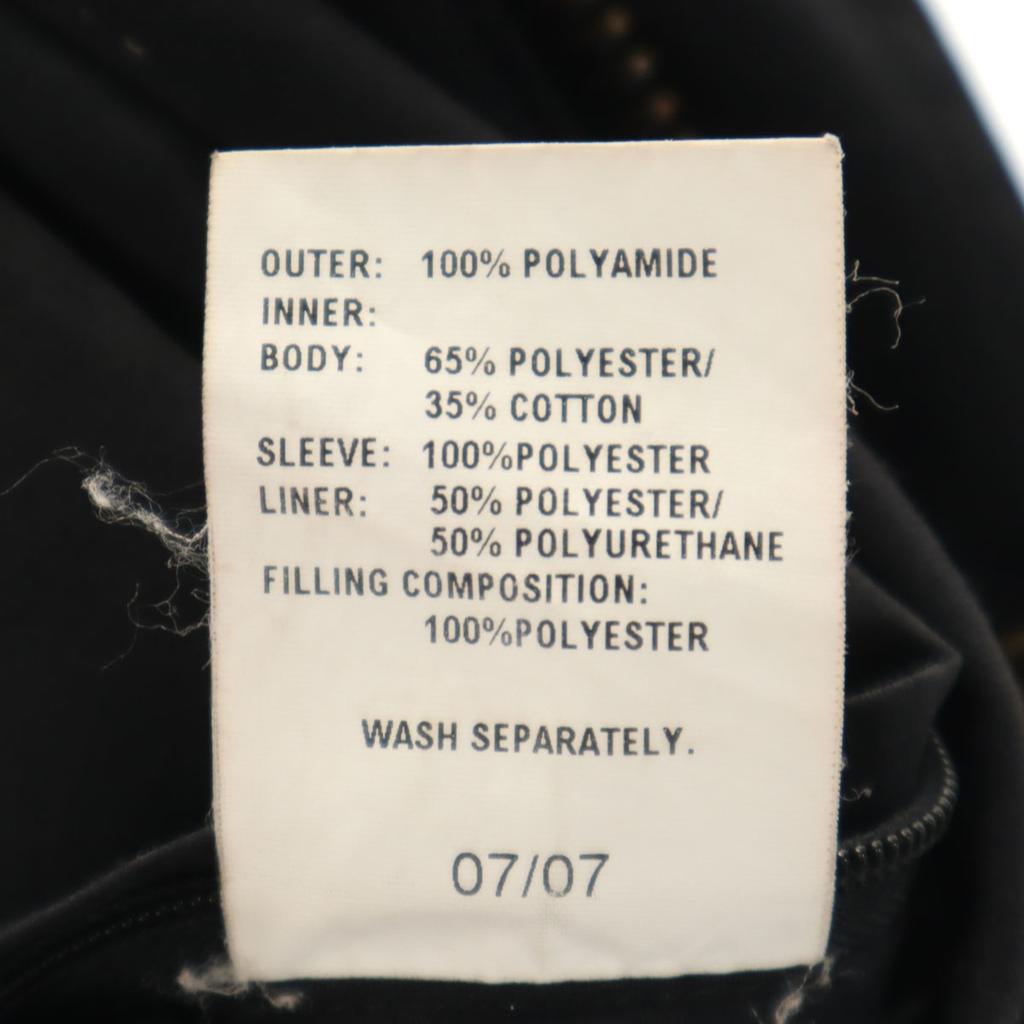 OUTER: 100% POLYAMIDE
INNER:
BODY: 65% POLYESTER/
35% COTTON
SLEEVE: 100%POLYESTER
LINER: 50% POLYESTER/
50% POLYURETHANE
FILLING COMPOSITION:
100%POLYESTER
WASH SEPARATELY.
07/07